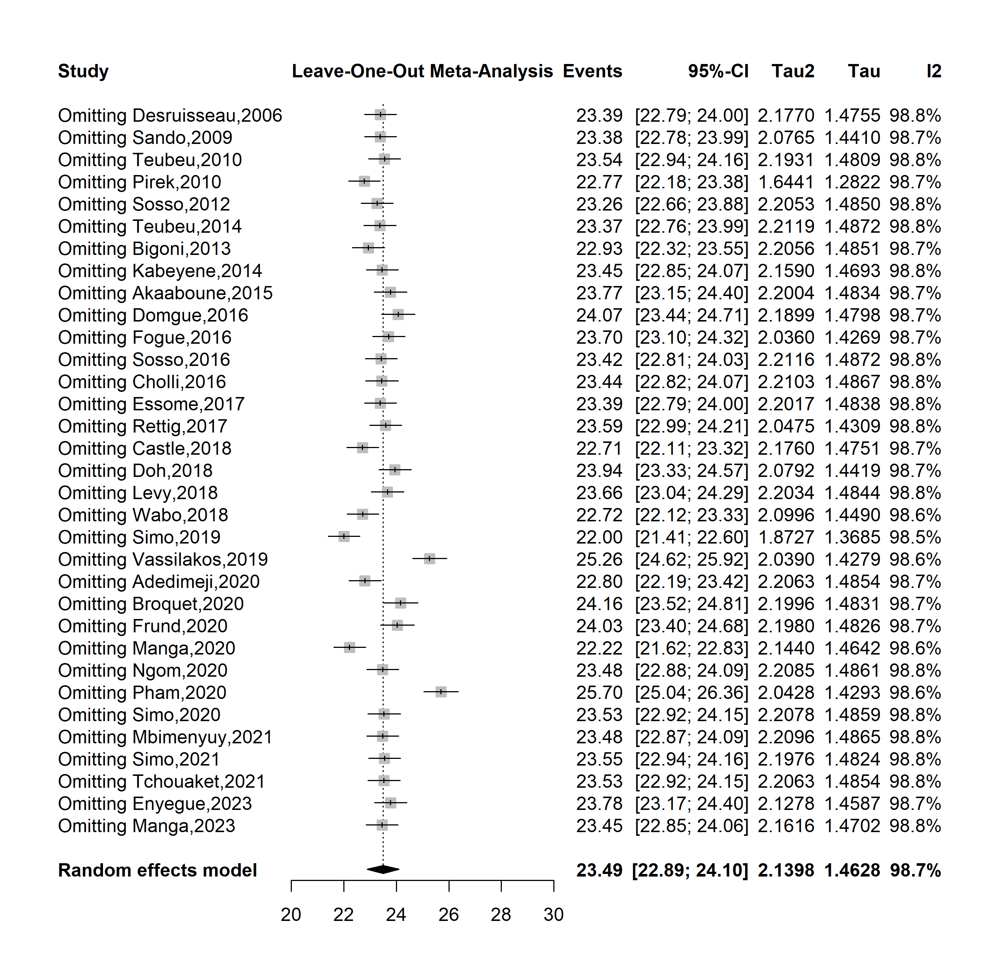 Study Leave-One-Out Meta-Analysis Events 95%-CI Tau2 Tau I2
Omitting Desruisseau,2006 23.39 [22.79; 24.00] 2.1770 1.4755 98.8%
Omitting Sando,2009 23.38 [22.78; 23.99] 2.0765 1.4410 98.7%
Omitting Teubeu,2010 23.54 [22.94; 24.16] 2.1931 1.4809 98.8%
Omitting Pirek,2010 22.77 [22.18; 23.38] 1.6441 1.2822 98.7%
Omitting Sosso,2012 23.26 [22.66; 23.88] 2.2053 1.4850 98.8%
Omitting Teubeu,2014 23.37 [22.76; 23.99] 2.2119 1.4872 98.8%
Omitting Bigoni,2013 22.93 [22.32; 23.55] 2.2056 1.4851 98.7%
Omitting Kabeyene,2014 23.45 [22.85; 24.07] 2.1590 1.4693 98.8%
Omitting Akaaboune,2015 23.77 [23.15; 24.40] 2.2004 1.4834 98.7%
Omitting Domgue,2016 24.07 [23.44; 24.71] 2.1899 1.4798 98.7%
Omitting Fogue,2016 23.70 [23.10; 24.32] 2.0360 1.4269 98.7%
Omitting Sosso,2016 23.42 [22.81; 24.03] 2.2116 1.4872 98.8%
Omitting Cholli,2016 23.44 [22.82; 24.07] 2.2103 1.4867 98.8%
Omitting Essome,2017 23.39 [22.79; 24.00] 2.2017 1.4838 98.8%
Omitting Rettig,2017 23.59 [22.99; 24.21] 2.0475 1.4309 98.8%
Omitting Castle,2018 22.71 [22.11; 23.32] 2.1760 1.4751 98.7%
Omitting Doh,2018 23.94 [23.33; 24.57] 2.0792 1.4419 98.7%
Omitting Levy,2018 23.66 [23.04; 24.29] 2.2034 1.4844 98.8%
Omitting Wabo,2018 22.72 [22.12; 23.33] 2.0996 1.4490 98.6%
Omitting Simo,2019 22.00 [21.41; 22.60] 1.8727 1.3685 98.5%
Omitting Vassilakos,2019 25.26 [24.62; 25.92] 2.0390 1.4279 98.6%
Omitting Adedimeji,2020 22.80 [22.19; 23.42] 2.2063 1.4854 98.7%
Omitting Broquet,2020 24.16 [23.52; 24.81] 2.1996 1.4831 98.7%
Omitting Frund,2020 24.03 [23.40; 24.68] 2.1980 1.4826 98.7%
Omitting Manga,2020 22.22 [21.62; 22.83] 2.1440 1.4642 98.6%
Omitting Ngom,2020 23.48 [22.88; 24.09] 2.2085 1.4861 98.8%
Omitting Pham,2020 25.70 [25.04; 26.36] 2.0428 1.4293 98.6%
Omitting Simo,2020 23.53 [22.92; 24.15] 2.2078 1.4859 98.8%
Omitting Mbimenyuy,2021 23.48 [22.87; 24.09] 2.2096 1.4865 98.8%
Omitting Simo,2021 23.55 [22.94; 24.16] 2.1976 1.4824 98.8%
Omitting Tchouaket,2021 23.53 [22.92; 24.15] 2.2063 1.4854 98.8%
Omitting Enyegue,2023 23.78 [23.17; 24.40] 2.1278 1.4587 98.7%
Omitting Manga,2023 23.45 [22.85; 24.06] 2.1616 1.4702 98.8%
Random effects model 23.49 [22.89; 24.10] 2.1398 1.4628 98.7%
20 22 24 26 28 30